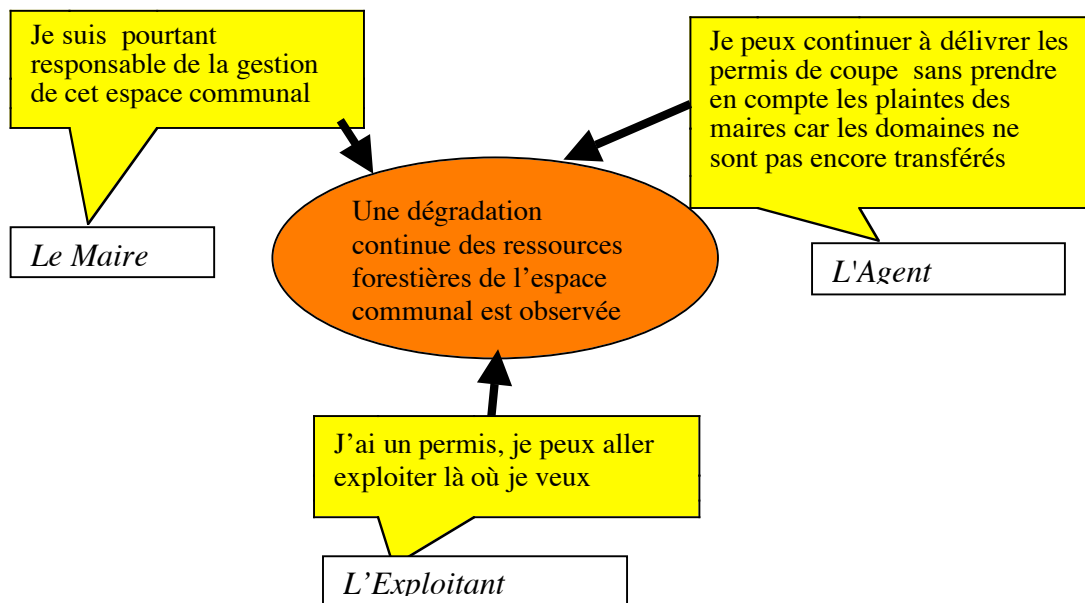 Je suis pourtant
responsable de la gestion
de cet espace communal
Le Maire
Je peux continuer à délivrer les
permis de coupe sans prendre
en compte les plaintes des
maires car les domaines ne
sont pas encore transférés
L'Agent
Une dégradation
continue des ressources
forestières de l’espace
communal est observée
J’ai un permis, je peux aller
exploiter là où je veux
L’Exploitant